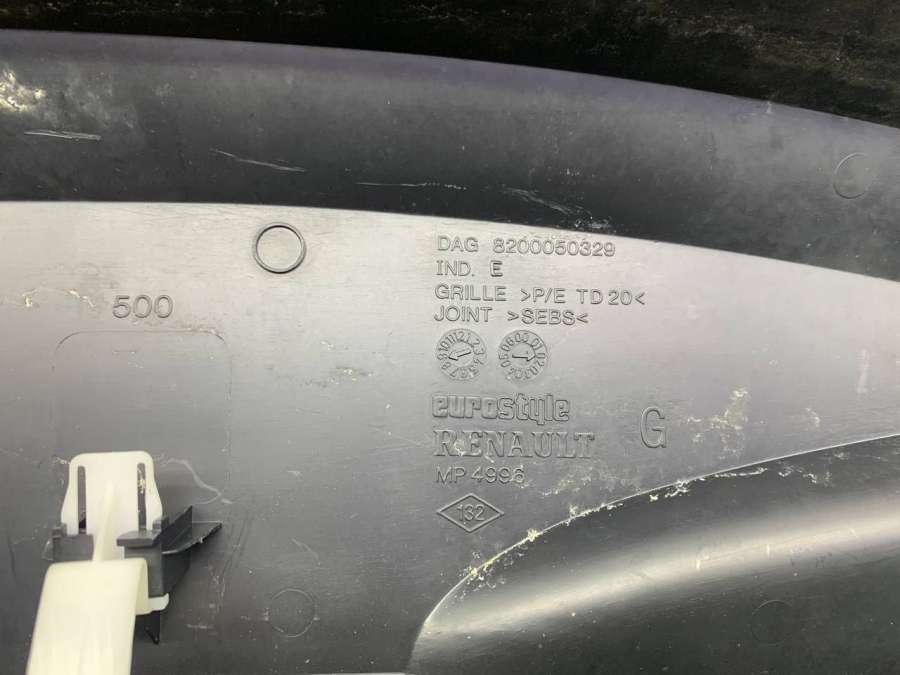 DAG 8200050329
IND. E
GRILLE >P/E TD20<
JOINT >SEBS<
500
eurostyle
RENAULT
G
MP 4996
132